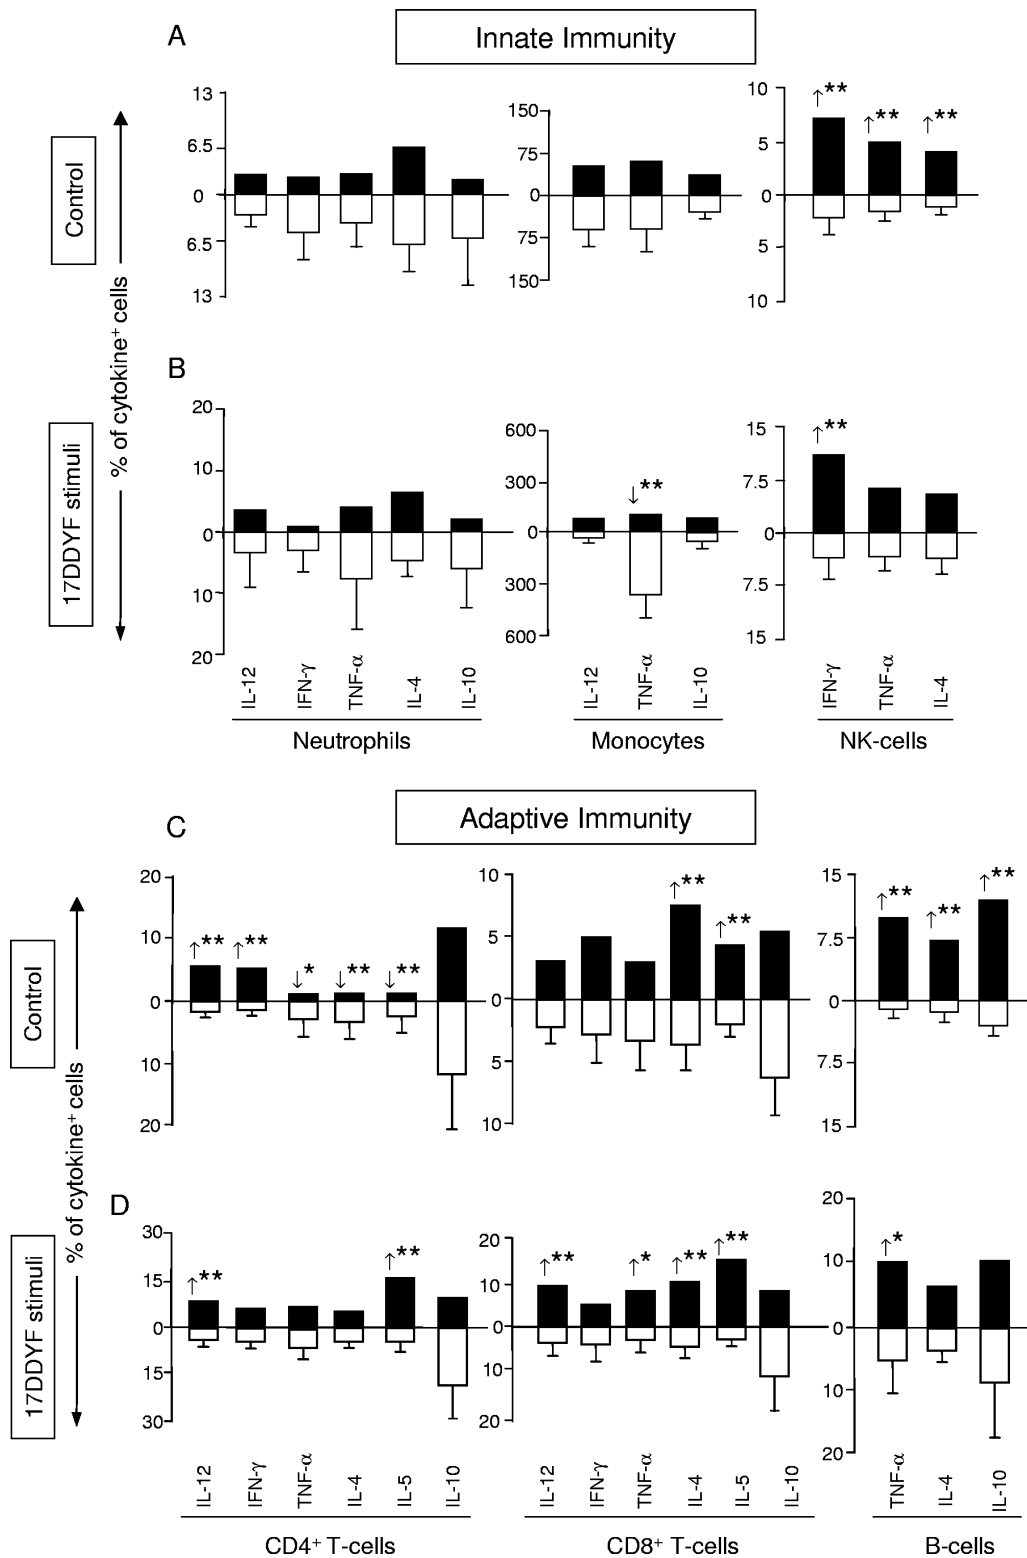 A
Innate Immunity
Control
% of cytokine+ cells
17DDYF stimuli
13
6.5
0
6.5
13
150
75
0
75
150
10
5
0
5
10
↑**
↑**
↑**
B
20
10
0
10
20
600
300
0
300
600
↓**
15
7.5
0
7.5
15
↑**
IL-12
IFN-γ
TNF-α
IL-4
IL-10
Neutrophils
IL-12
TNF-α
IL-10
Monocytes
IFN-γ
TNF-α
IL-4
NK-cells
C
Adaptive Immunity
Control
% of cytokine+ cells
17DDYF stimuli
20
10
0
10
20
↑**
↑**
↓*
↓**
↓**
10
5
0
5
10
↑**
↑**
15
7.5
0
7.5
15
↑**
↑**
↑**
D
30
15
0
15
30
↑**
↑**
20
10
0
10
20
↑**
↑*
↑**
↑**
20
10
0
10
20
↑*
IL-12
IFN-γ
TNF-α
IL-4
IL-5
IL-10
CD4+ T-cells
IL-12
IFN-γ
TNF-α
IL-4
IL-5
IL-10
CD8+ T-cells
TNF-α
IL-4
IL-10
B-cells